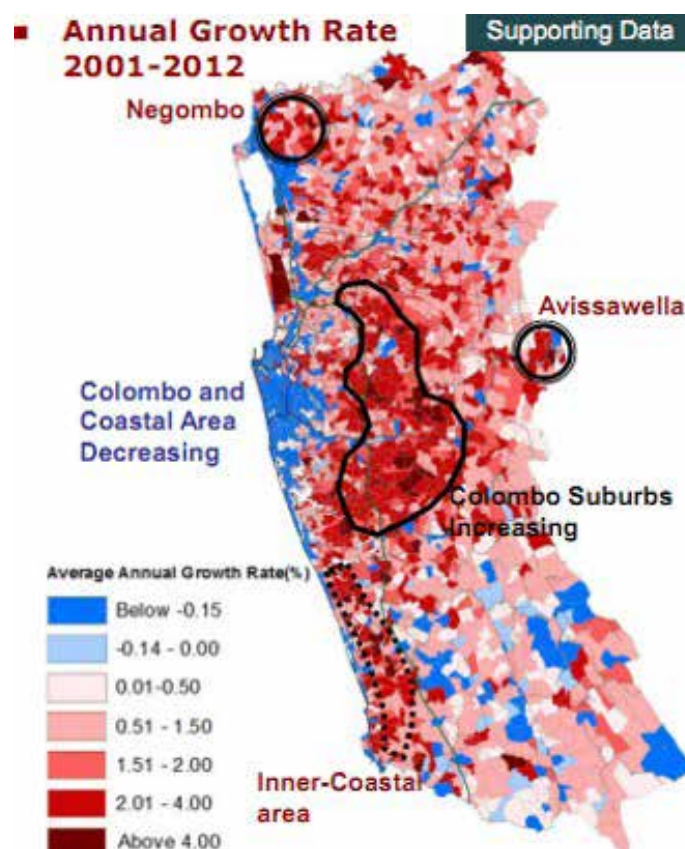 Annual Growth Rate
2001-2012
Supporting Data
Negombo
Avissawella
Colombo and
Coastal Area
Decreasing
Colombo Suburbs
Increasing
Average Annual Growth Rate(%)
Below -0.15
-0.14 - 0.00
0.01-0.50
0.51 - 1.50
1.51 - 2.00
2.01 - 4.00
Above 4.00
Inner-Coastal
area